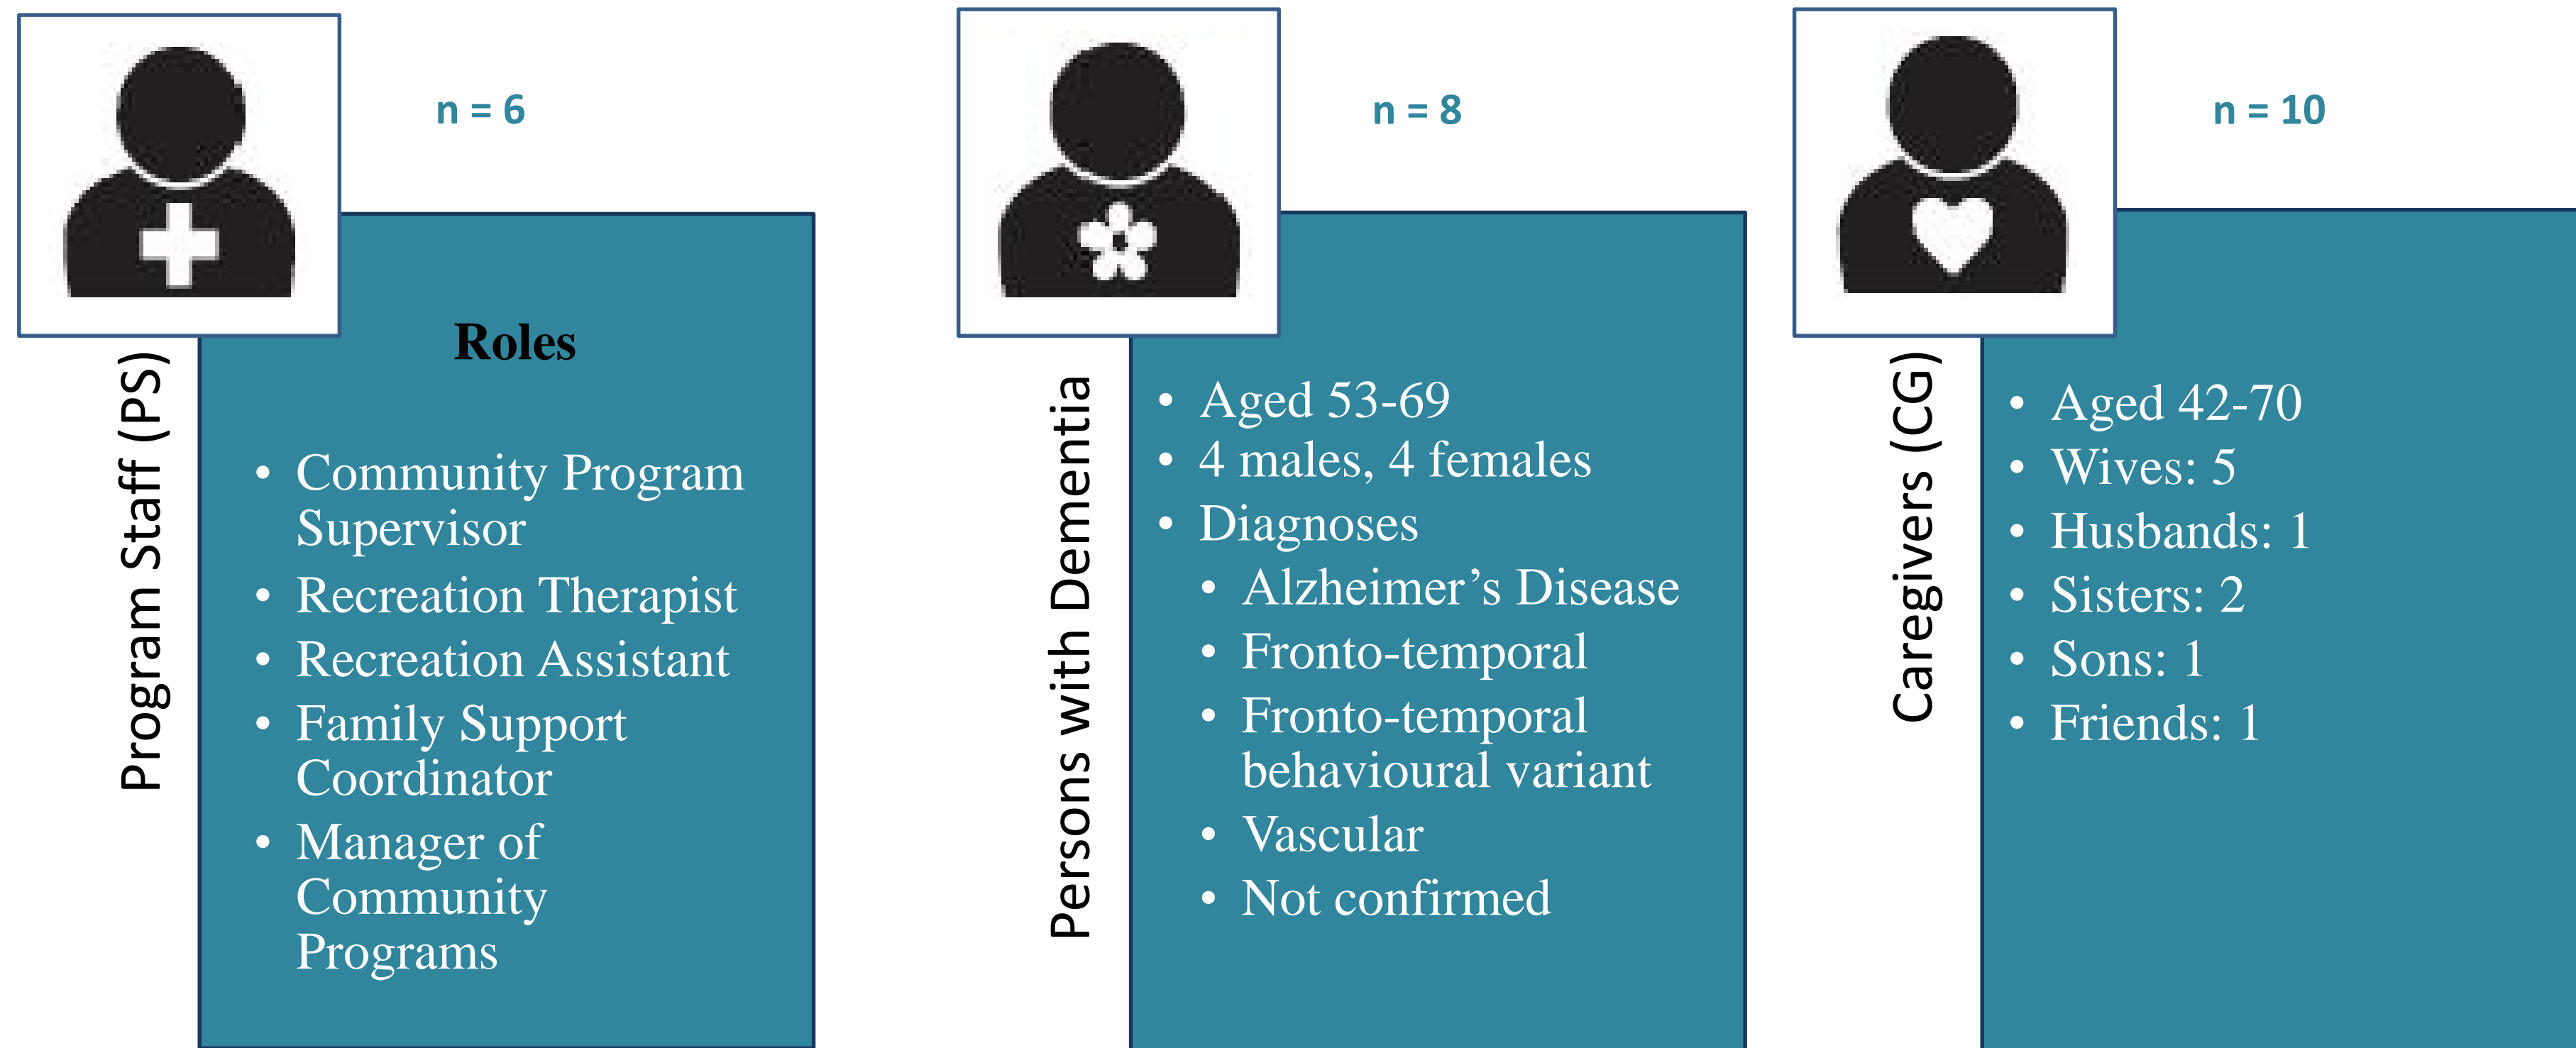 n = 6
Program Staff (PS)
Roles
• Community Program
Supervisor
• Recreation Therapist
• Recreation Assistant
• Family Support
Coordinator
• Manager of
Community
Programs
n = 8
Persons with Dementia
• Aged 53-69
• 4 males, 4 females
• Diagnoses
• Alzheimer’s Disease
• Fronto-temporal
• Fronto-temporal
behavioural variant
• Vascular
• Not confirmed
n = 10
Caregivers (CG)
• Aged 42-70
• Wives: 5
• Husbands: 1
• Sisters: 2
• Sons: 1
• Friends: 1